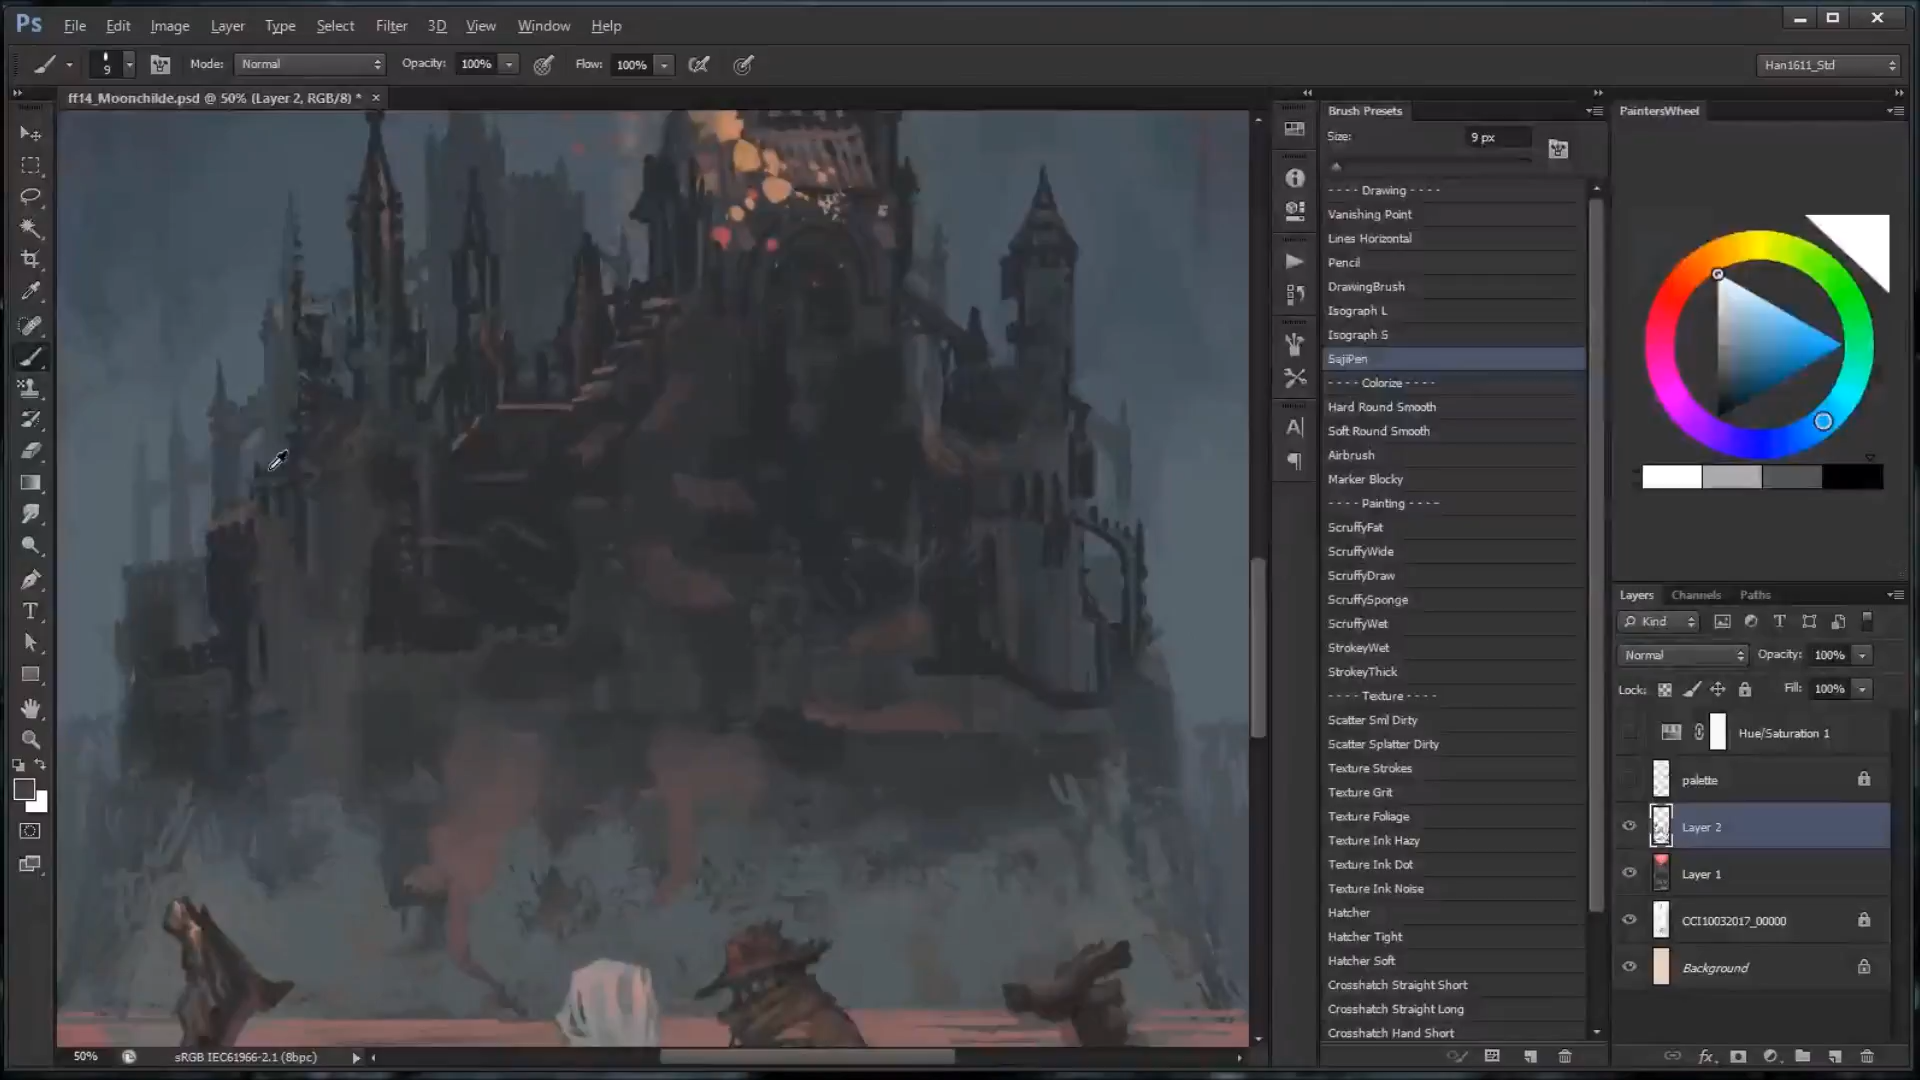 Ps File Edit Image Layer Type Select Filter 3D View Window Help
9 Mode: Normal Opacity: 100% Flow: 100% Han1611_Std
ff14_Moonchilde.psd @ 50% (Layer 2, RGB/8) *
Brush Presets
Size: 9 px
- - - - Drawing - - - -
Vanishing Point
Lines Horizontal
Pencil
DrawingBrush
Isograph L
Isograph S
SajiPen
- - - - Colorize - - - -
Hard Round Smooth
Soft Round Smooth
Airbrush
Marker Blocky
- - - - Painting - - - -
ScruffyFat
ScruffyWide
ScruffyDraw
ScruffySponge
ScruffyWet
StrokeyWet
StrokeyThick
- - - - Texture - - - -
Scatter Sml Dirty
Scatter Splatter Dirty
Texture Strokes
Texture Grit
Texture Foliage
Texture Ink Hazy
Texture Ink Dot
Texture Ink Noise
Hatcher
Hatcher Tight
Hatcher Soft
Crosshatch Straight Short
Crosshatch Straight Long
Crosshatch Hand Short
PaintersWheel
Layers Channels Paths
Kind
Normal Opacity: 100%
Lock: Fill: 100%
Hue/Saturation 1
palette
Layer 2
Layer 1
CCI10032017_00000
Background
50% sRGB IEC61966-2.1 (8bpc)